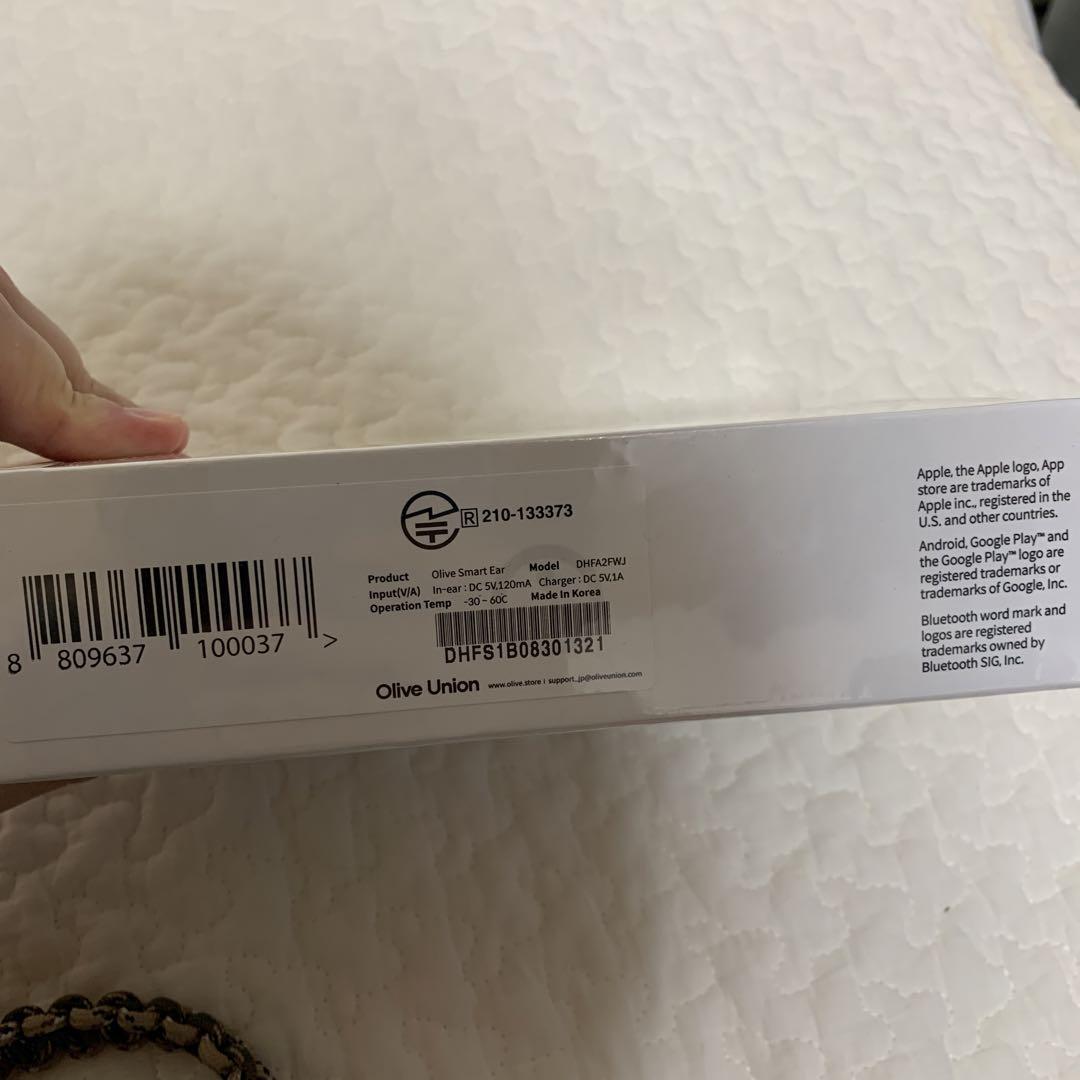 R 210-133373
Product Olive Smart Ear Model DHFA2FWJ
Input(V/A) In-ear : DC 5V,120mA Charger : DC 5V,1A
Operation Temp -30 ~ 60℃ Made In Korea
DHFS1B08301321
8 809637 100037 >
Olive Union www.olive.store I support_jp@oliveunion.com
Apple, the Apple logo, App
store are trademarks of
Apple inc., registered in the
U.S. and other countries.
Android, Google Play™ and
the Google Play™ logo are
registered trademarks or
trademarks of Google, Inc.
Bluetooth word mark and
logos are registered
trademarks owned by
Bluetooth SIG, Inc.